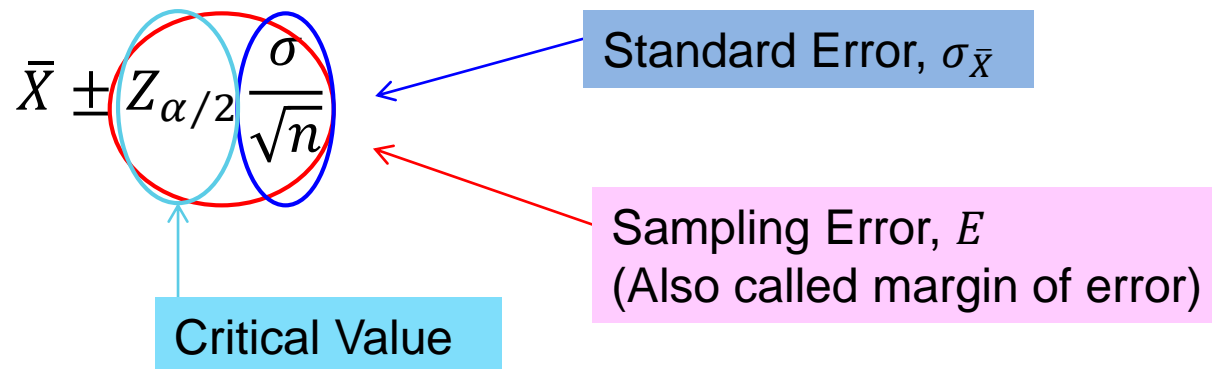 X̄ ± Z_{α/2} σ/√n
Standard Error, σ_X̄
Sampling Error, E
(Also called margin of error)
Critical Value